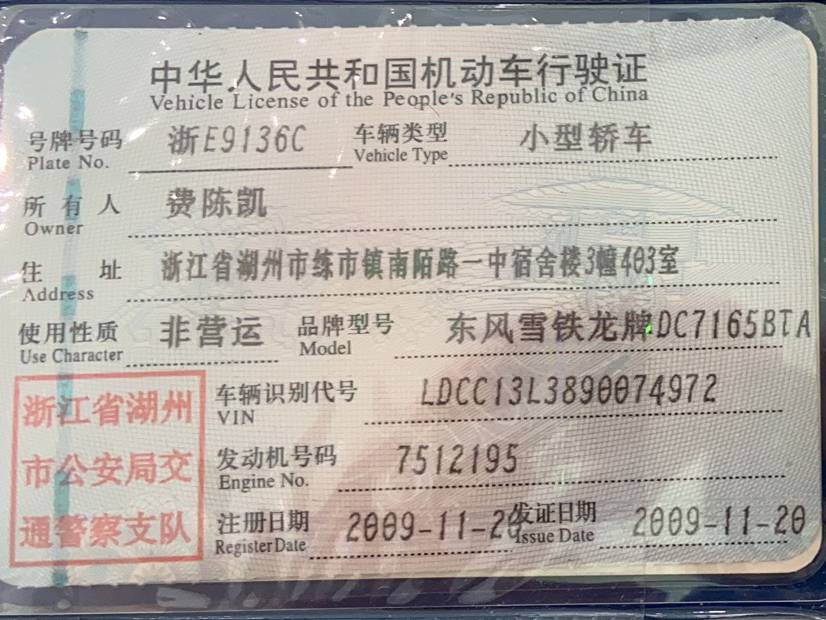 中华人民共和国机动车行驶证
Vehicle License of the People's Republic of China
号牌号码 浙E9136C 车辆类型 小型轿车
Plate No. Vehicle Type
所有人 费陈凯
Owner
住址 浙江省湖州市练市镇南陌路一中宿舍楼3幢403室
Address
使用性质 非营运 品牌型号 东风雪铁龙牌DC7165BTA
Use Character Model
浙江省湖州
市公安局交
通警察支队
车辆识别代号 LDCC13L3890074972
VIN
发动机号码 7512195
Engine No.
注册日期 2009-11-20 发证日期 2009-11-20
Register Date Issue Date